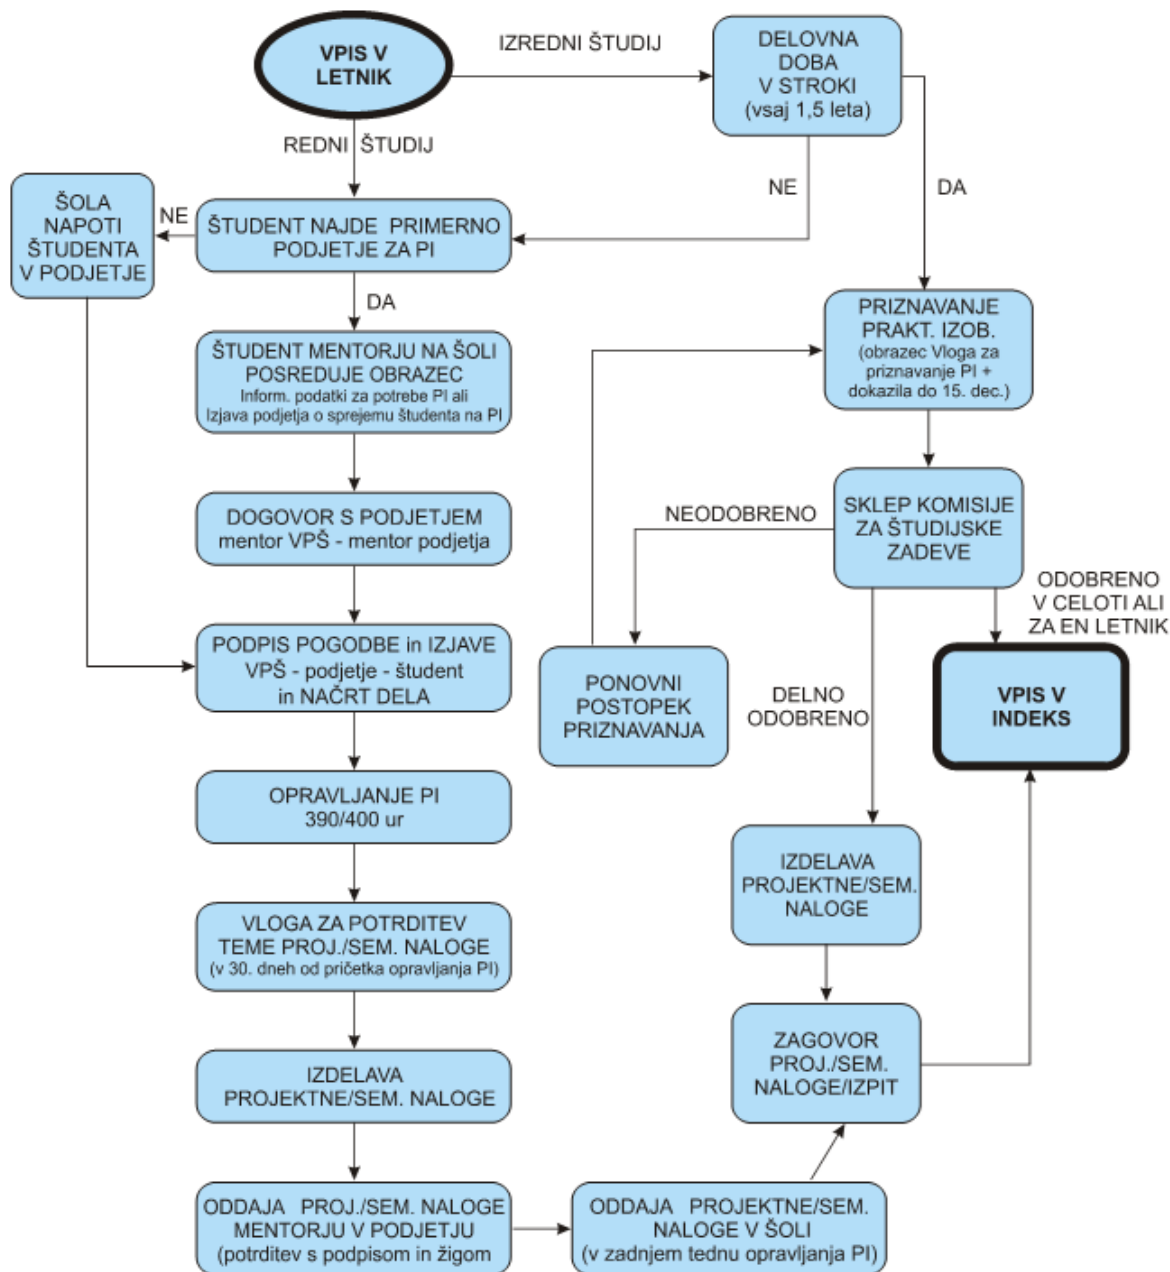 VPIS V
LETNIK
IZREDNI ŠTUDIJ
DELOVNA
DOBA
V STROKI
(vsaj 1,5 leta)
REDNI ŠTUDIJ
NE
DA
ŠOLA
NAPOTI
ŠTUDENTA
V PODJETJE
NE
ŠTUDENT NAJDE PRIMERNO
PODJETJE ZA PI
DA
ŠTUDENT MENTORJU NA ŠOLI
POSREDUJE OBRAZEC
Inform. podatki za potrebe PI ali
Izjava podjetja o sprejemu študenta na PI
PRIZNAVANJE
PRAKT. IZOB.
(obrazec Vloga za
priznavanje PI +
dokazila do 15. dec.)
DOGOVOR S PODJETJEM
mentor VPŠ - mentor podjetja
NEODOBRENO
SKLEP KOMISIJE
ZA ŠTUDIJSKE
ZADEVE
ODOBRENO
V CELOTI ALI
ZA EN LETNIK
PODPIS POGODBE in IZJAVE
VPŠ - podjetje - študent
in NAČRT DELA
PONOVNI
POSTOPEK
PRIZNAVANJA
DELNO
ODOBRENO
VPIS V
INDEKS
OPRAVLJANJE PI
390/400 ur
IZDELAVA
PROJEKTNE/SEM.
NALOGE
VLOGA ZA POTRDITEV
TEME PROJ./SEM. NALOGE
(v 30. dneh od pričetka opravljanja PI)
ZAGOVOR
PROJ./SEM.
NALOGE/IZPIT
IZDELAVA
PROJEKTNE/SEM. NALOGE
ODDAJA PROJ./SEM. NALOGE
MENTORJU V PODJETJU
(potrditev s podpisom in žigom
ODDAJA PROJEKTNE/SEM.
NALOGE V ŠOLI
(v zadnjem tednu opravljanja PI)